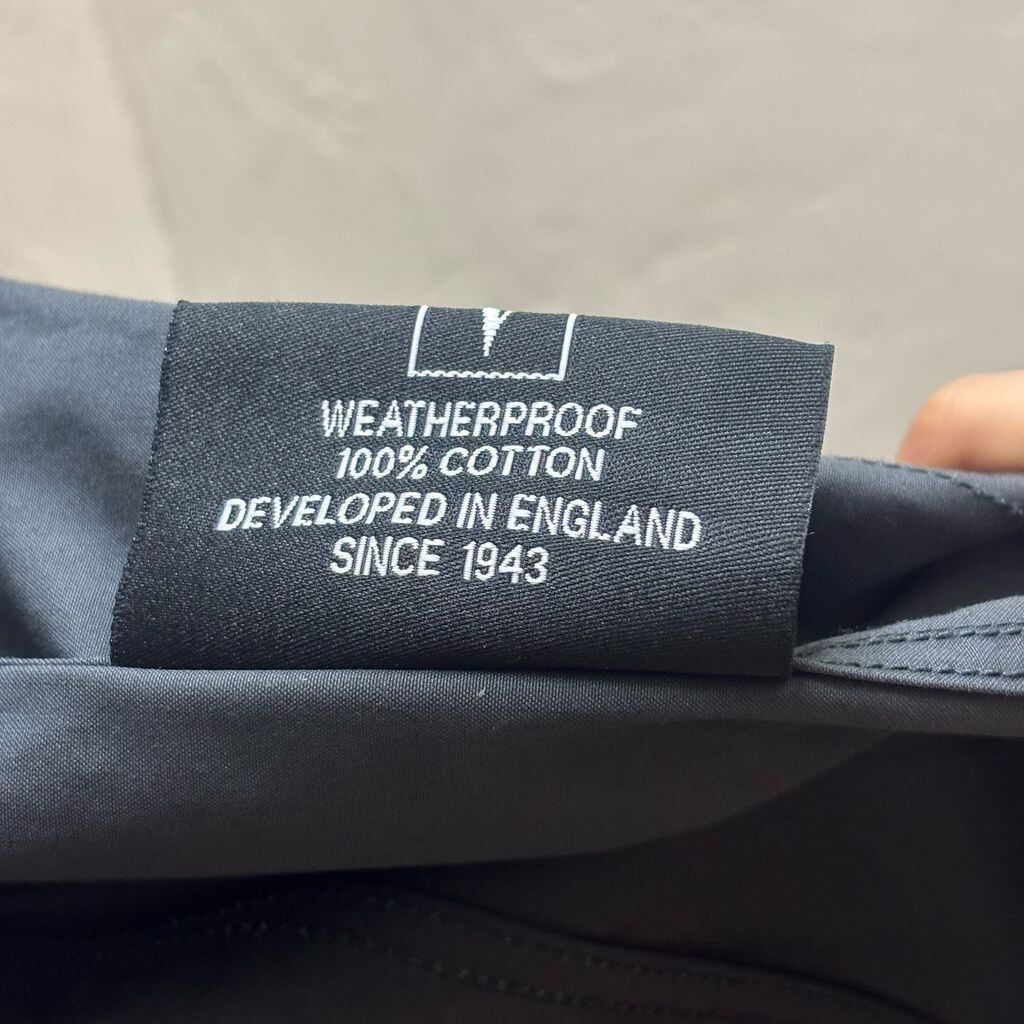 WEATHERPROOF
100% COTTON
DEVELOPED IN ENGLAND
SINCE 1943